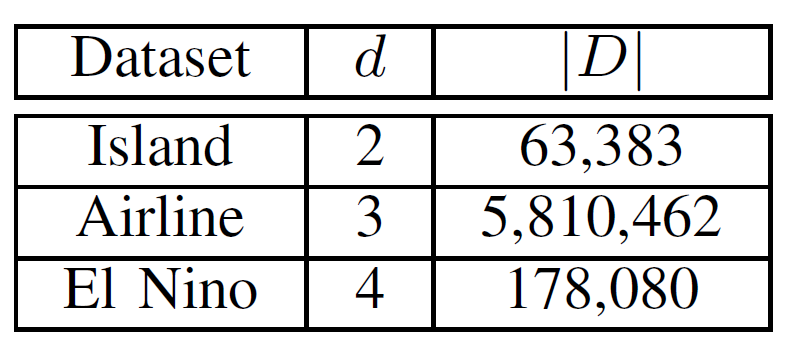 Dataset d |D|
Island 2 63,383
Airline 3 5,810,462
El Nino 4 178,080